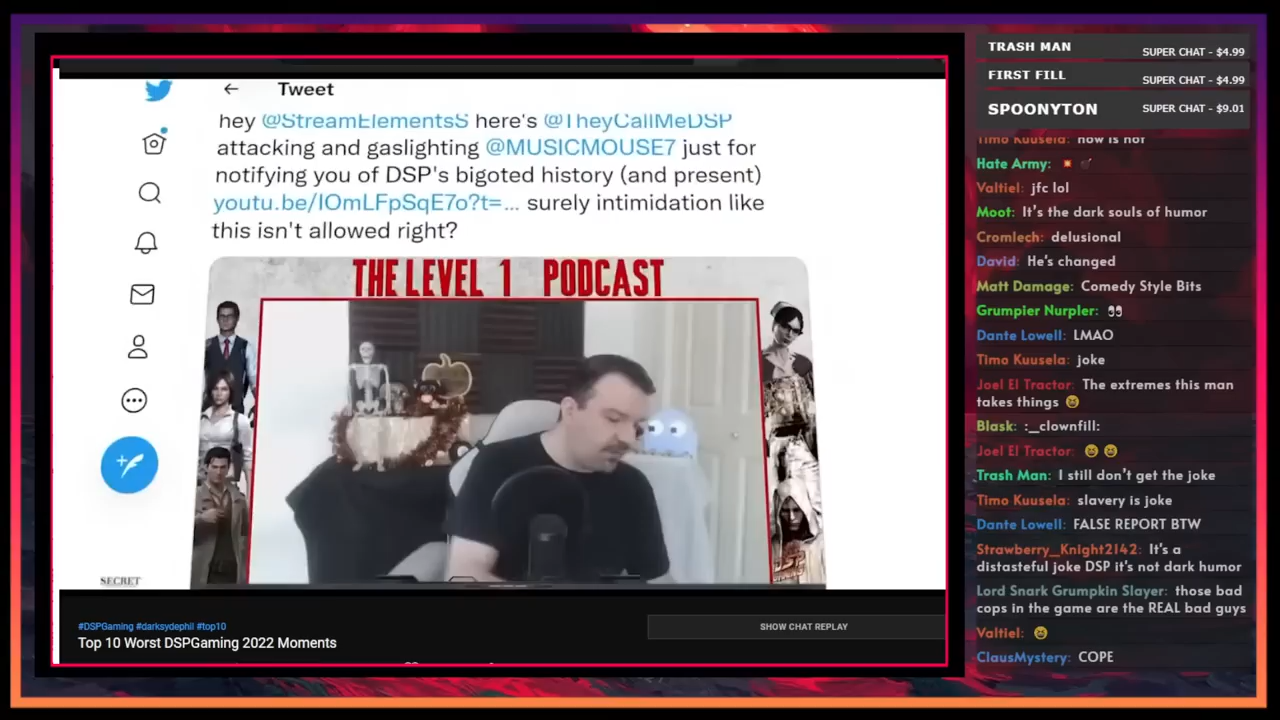 Tweet
hey @StreamElementsS here's @TheyCallMeDSP
attacking and gaslighting @MUSICMOUSE7 just for
notifying you of DSP's bigoted history (and present)
youtu.be/IOmLFpSqE7o?t=... surely intimidation like
this isn't allowed right?
THE LEVEL 1 PODCAST
SECRET
#DSPGaming #darksydephil #top10
Top 10 Worst DSPGaming 2022 Moments
SHOW CHAT REPLAY
TRASH MAN SUPER CHAT - $4.99
FIRST FILL SUPER CHAT - $4.99
SPOONYTON SUPER CHAT - $9.01
Timo Kuusela: how is not
Hate Army:
Valtiel: jfc lol
Moot: It's the dark souls of humor
Cromlech: delusional
David: He's changed
Matt Damage: Comedy Style Bits
Grumpier Nurpler: 👀
Dante Lowell: LMAO
Timo Kuusela: joke
Joel El Tractor: The extremes this man
takes things 😆
Blask: :_clownfill:
Joel El Tractor: 😆 😆
Trash Man: I still don't get the joke
Timo Kuusela: slavery is joke
Dante Lowell: FALSE REPORT BTW
Strawberry_Knight2142: It's a
distasteful joke DSP it's not dark humor
Lord Snark Grumpkin Slayer: those bad
cops in the game are the REAL bad guys
Valtiel: 😆
ClausMystery: COPE